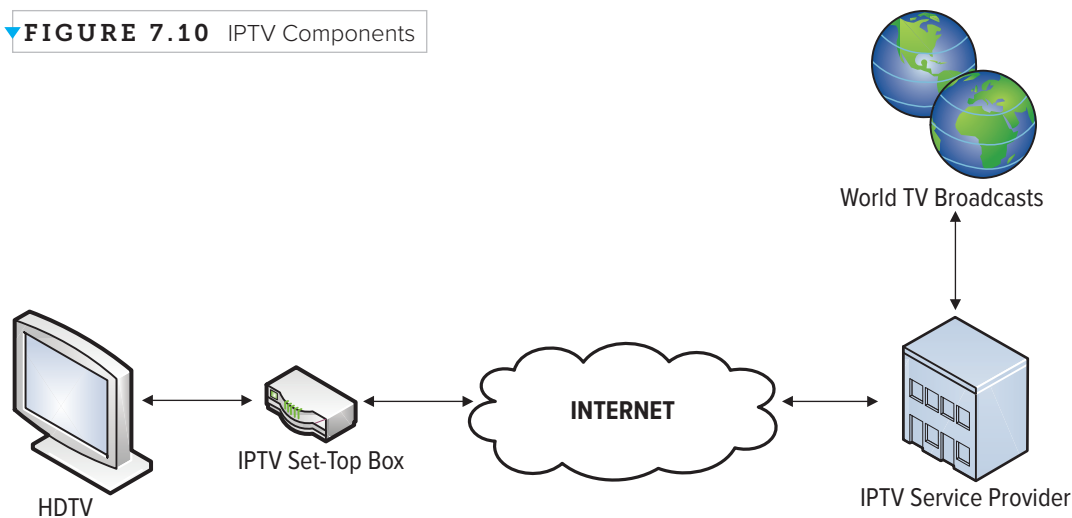 FIGURE 7.10 IPTV Components
World TV Broadcasts
INTERNET
IPTV Set-Top Box
HDTV
IPTV Service Provider